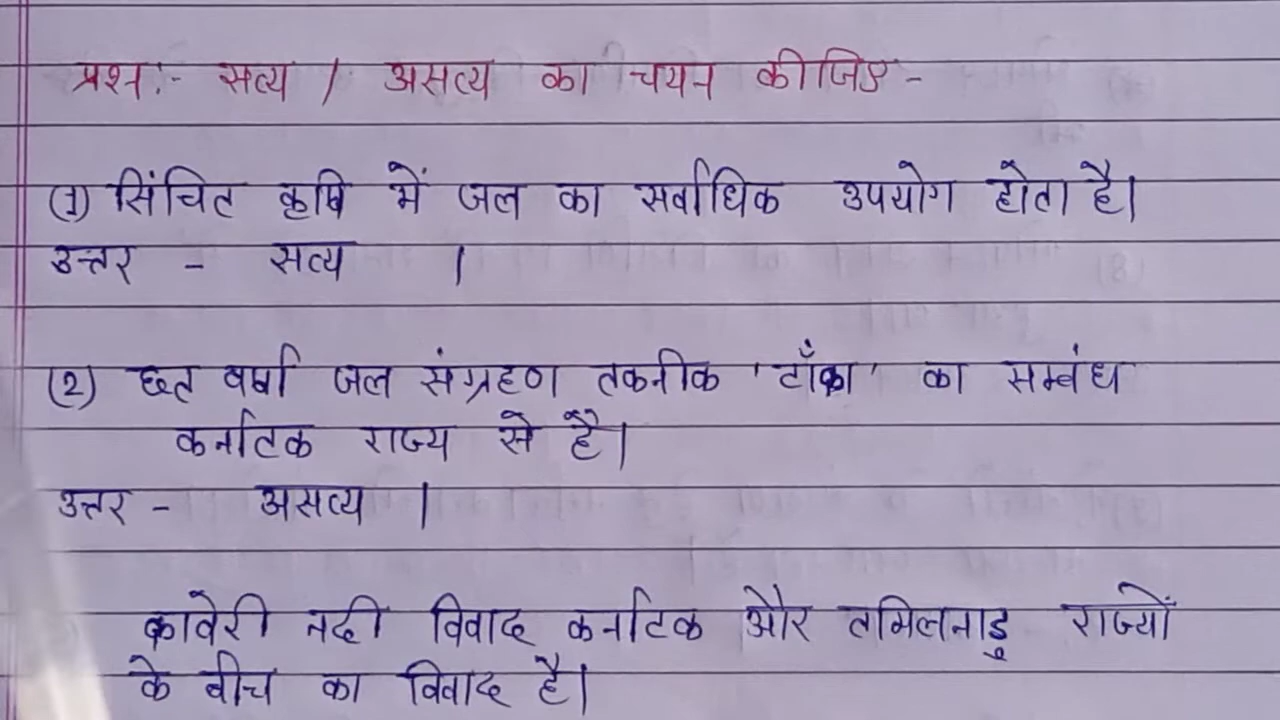 प्रश्न:- सत्य / असत्य का चयन कीजिए -
(1) सिंचित कृषि में जल का सर्वाधिक उपयोग होता है।
उत्तर - सत्य ।
(2) छत वर्षा जल संग्रहण तकनीक 'टाँका' का सम्बंध
कर्नाटक राज्य से है।
उत्तर - असत्य ।
कावेरी नदी विवाद कर्नाटक और तमिलनाडु राज्यों
के बीच का विवाद है।